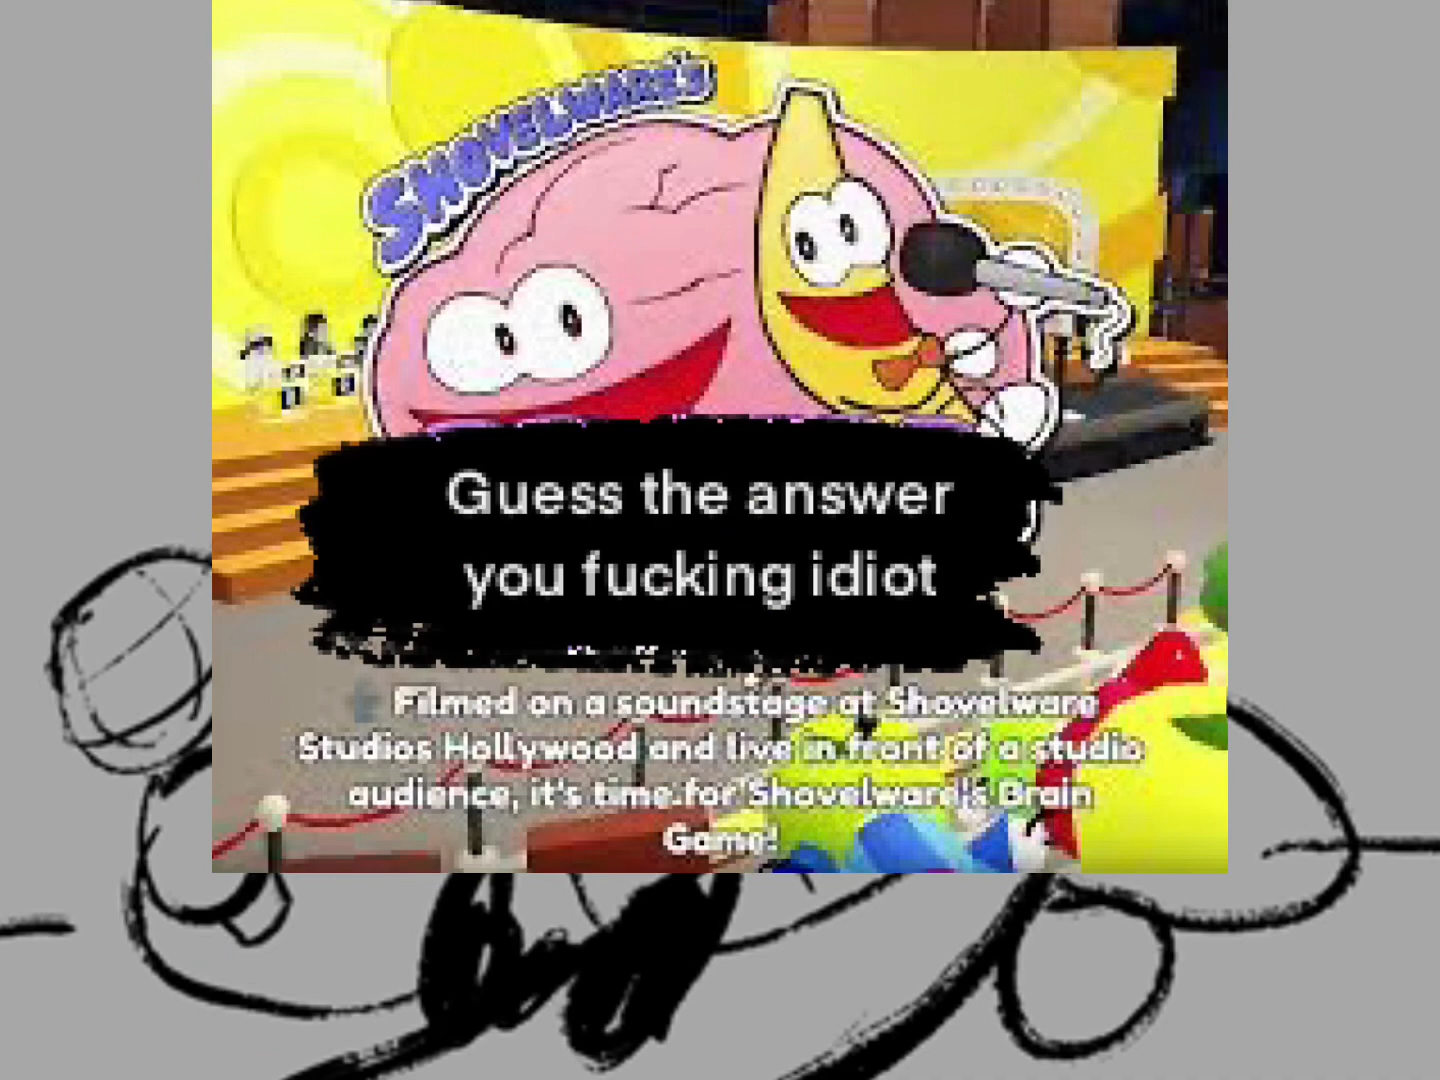 SHOVELWARE'S
Guess the answer
you fucking idiot
Filmed on a soundstage at Shovelware
Studios Hollywood and live in front of a studio
audience, it's time for Shovelware's Brain
Game!